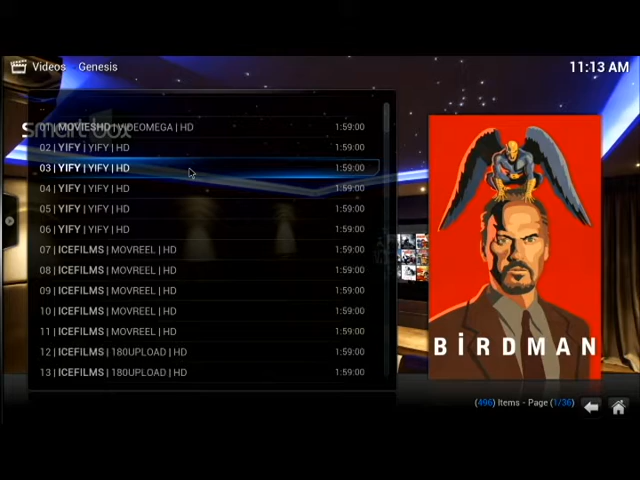 Videos Genesis
11:13 AM
smart box
01 | MOVIESHD | VIDEOMEGA | HD 1:59:00
02 | YIFY | YIFY | HD 1:59:00
03 | YIFY | YIFY | HD 1:59:00
04 | YIFY | YIFY | HD 1:59:00
05 | YIFY | YIFY | HD 1:59:00
06 | YIFY | YIFY | HD 1:59:00
07 | ICEFILMS | MOVREEL | HD 1:59:00
08 | ICEFILMS | MOVREEL | HD 1:59:00
09 | ICEFILMS | MOVREEL | HD 1:59:00
10 | ICEFILMS | MOVREEL | HD 1:59:00
11 | ICEFILMS | MOVREEL | HD 1:59:00
12 | ICEFILMS | 180UPLOAD | HD 1:59:00
13 | ICEFILMS | 180UPLOAD | HD 1:59:00
BİRDMAN
(496) Items - Page (1/36)